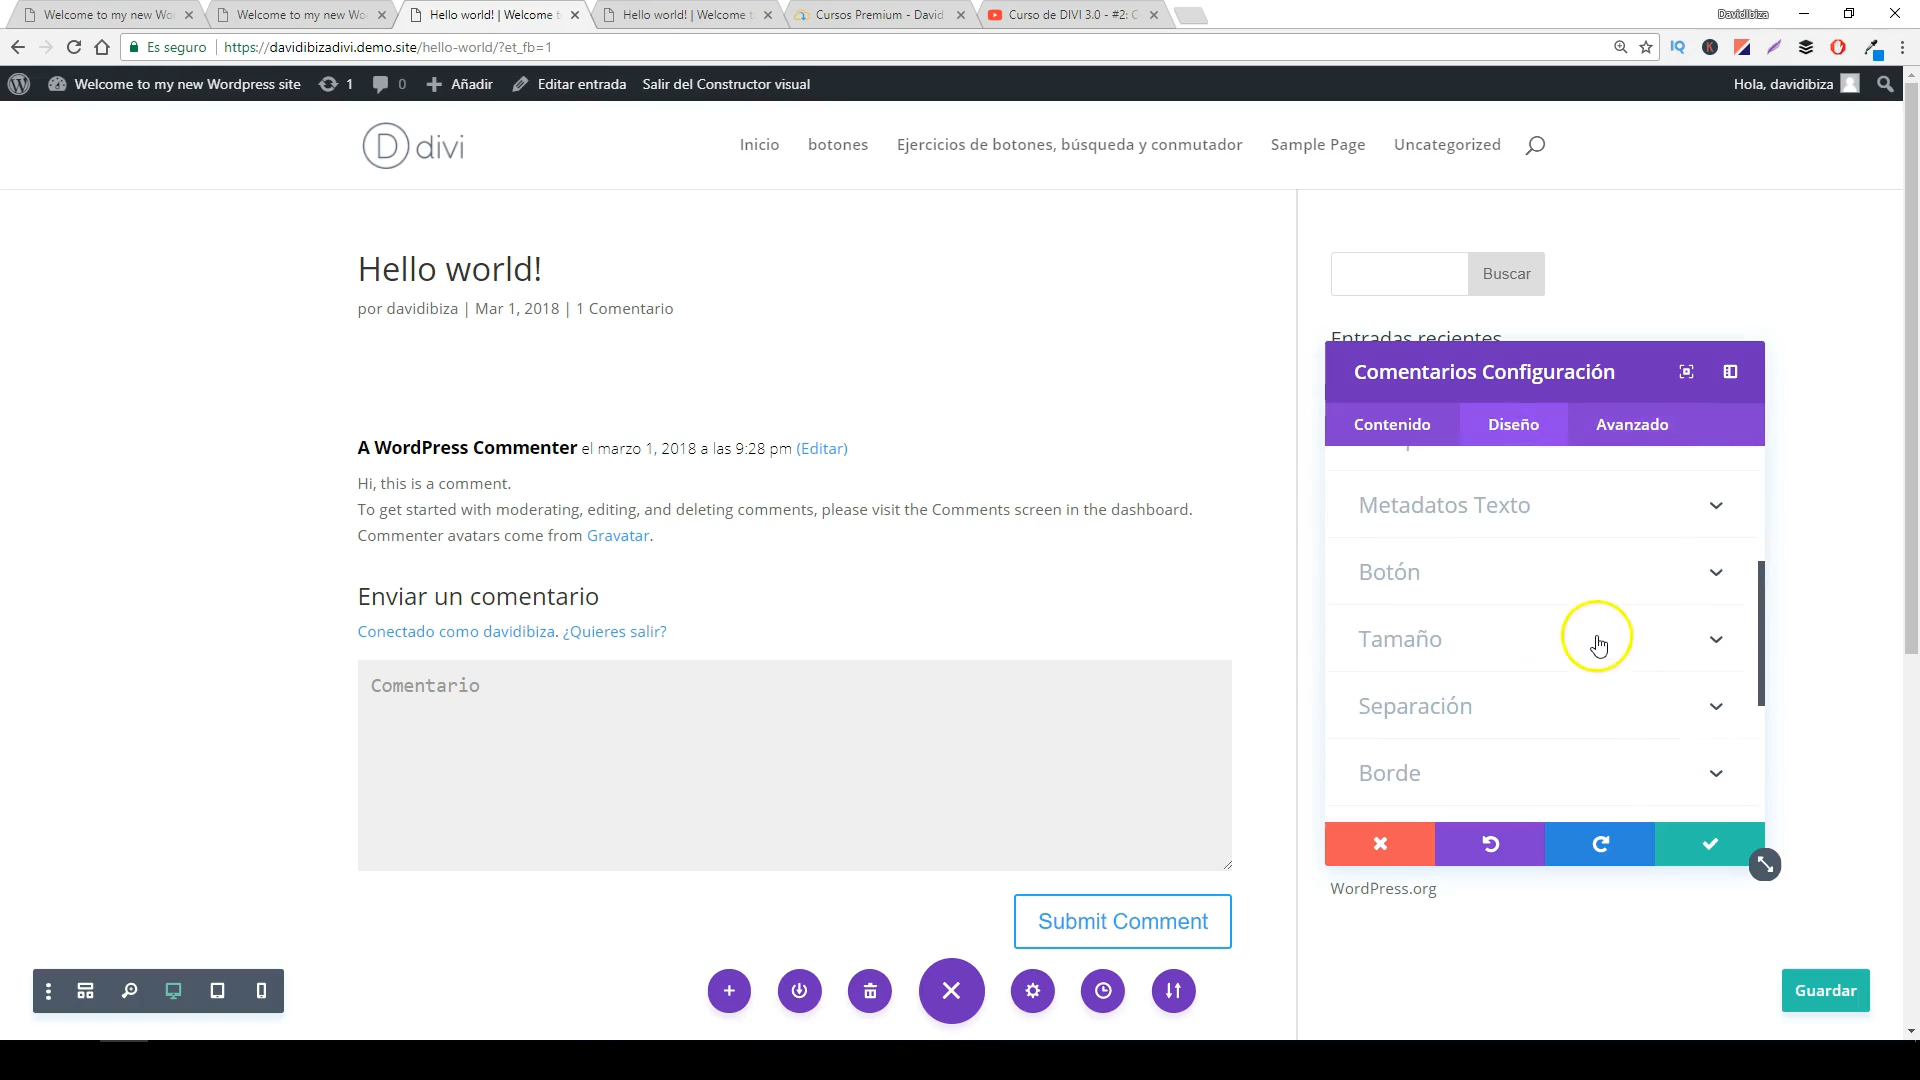 Welcome to my new Wo
Welcome to my new Wo
Hello world! | Welcome t
Hello world! | Welcome t
Cursos Premium - David
Curso de DIVI 3.0 - #2: C
Davidibiza
Es seguro
https://davidibizadivi.demo.site/hello-world/?et_fb=1
IQ
K
Welcome to my new Wordpress site
1
0
Añadir
Editar entrada
Salir del Constructor visual
Hola, davidibiza
D divi
Inicio
botones
Ejercicios de botones, búsqueda y conmutador
Sample Page
Uncategorized
Hello world!
por davidibiza | Mar 1, 2018 | 1 Comentario
Buscar
Entradas recientes
A WordPress Commenter el marzo 1, 2018 a las 9:28 pm (Editar)
Hi, this is a comment.
To get started with moderating, editing, and deleting comments, please visit the Comments screen in the dashboard.
Commenter avatars come from Gravatar.
Enviar un comentario
Conectado como davidibiza. ¿Quieres salir?
Comentario
Submit Comment
Comentarios Configuración
Contenido
Diseño
Avanzado
Metadatos Texto
Botón
Tamaño
Separación
Borde
WordPress.org
Guardar